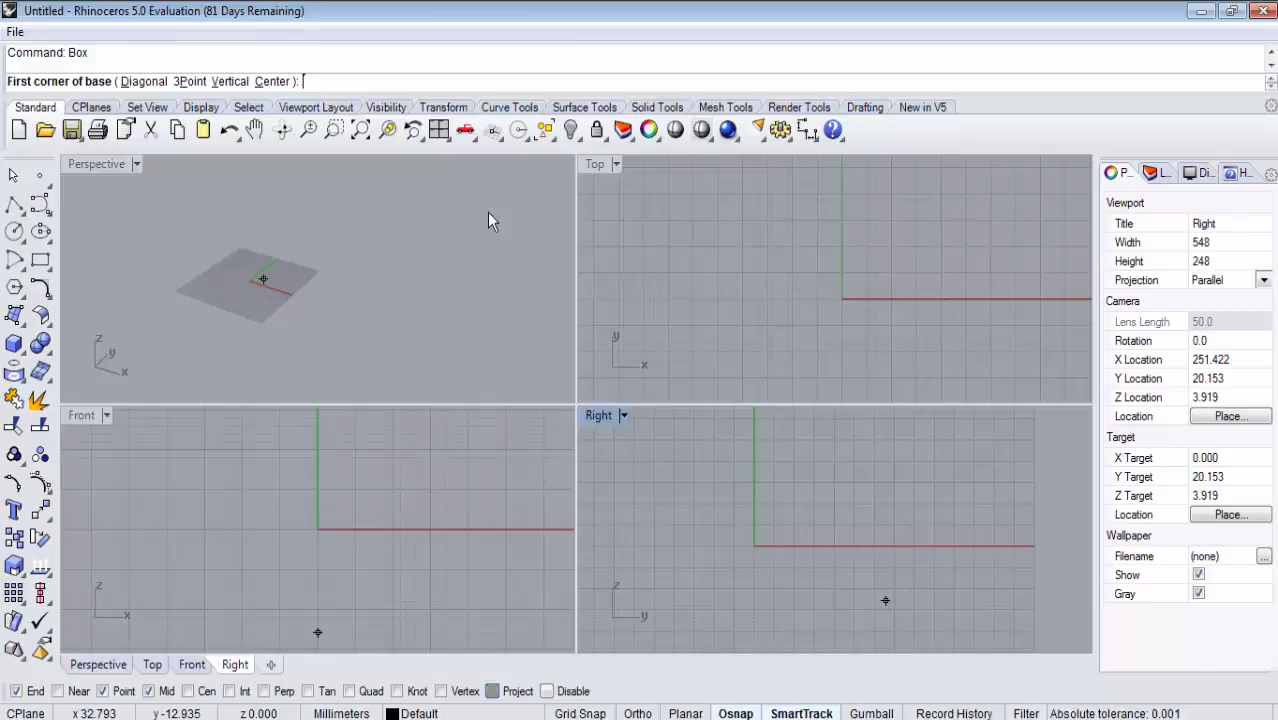 Untitled - Rhinoceros 5.0 Evaluation (81 Days Remaining)
File
Command: Box
First corner of base ( Diagonal 3Point Vertical Center ):
Standard CPlanes Set View Display Select Viewport Layout Visibility Transform Curve Tools Surface Tools Solid Tools Mesh Tools Render Tools Drafting New in V5
Perspective
Top
P... L... Di... H...
Viewport
Title Right
Width 548
Height 248
Projection Parallel
Camera
Lens Length 50.0
Rotation 0.0
X Location 251.422
Y Location 20.153
Z Location 3.919
Location Place...
Target
X Target 0.000
Y Target 20.153
Z Target 3.919
Location Place...
Wallpaper
Filename (none) ...
Show
Gray
z
y
x
y
x
Front
Right
z
x
z
y
Perspective Top Front Right
End Near Point Mid Cen Int Perp Tan Quad Knot Vertex Project Disable
CPlane x 32.793 y -12.935 z 0.000 Millimeters Default Grid Snap Ortho Planar Osnap SmartTrack Gumball Record History Filter Absolute tolerance: 0.001